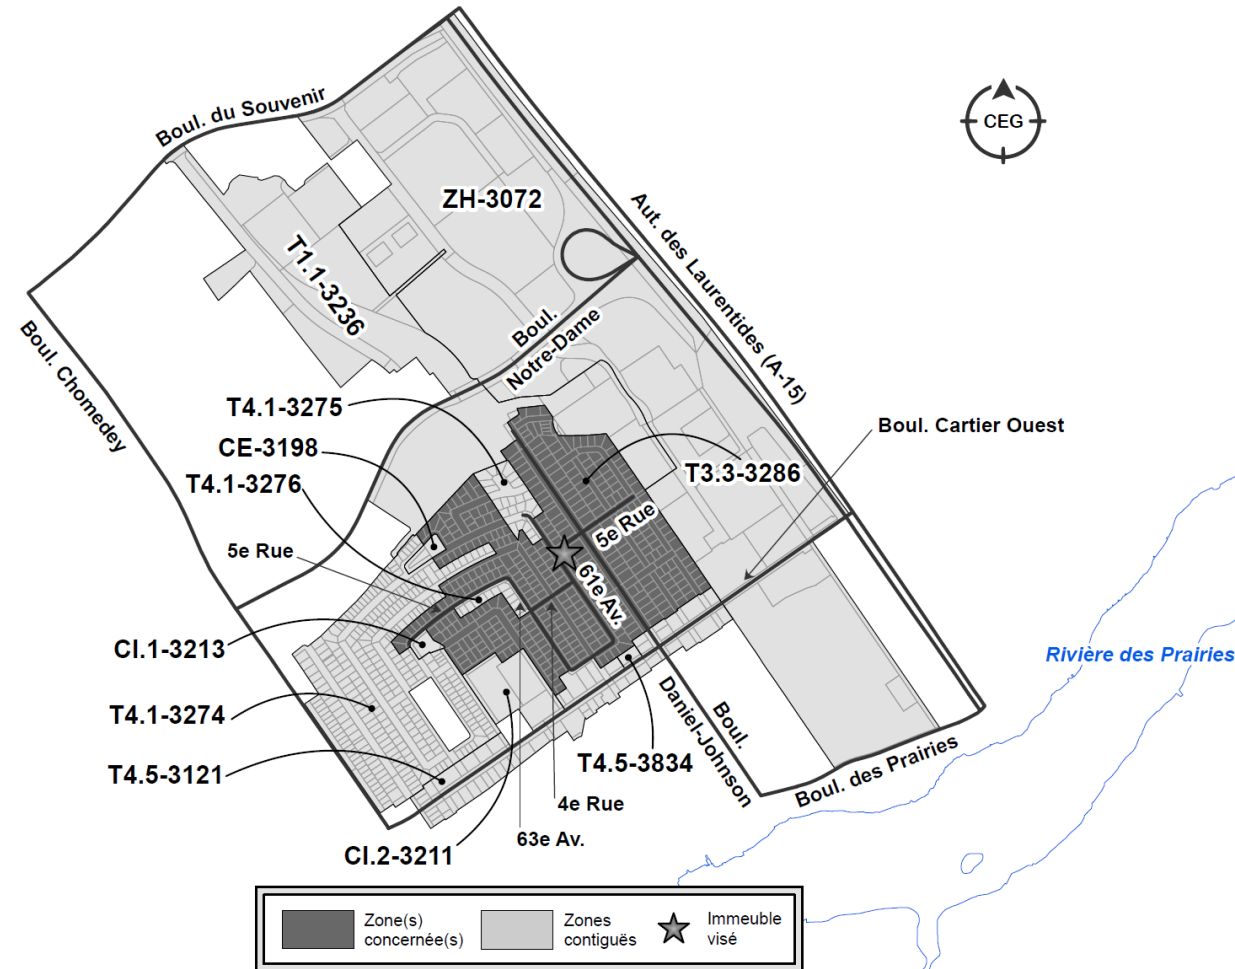 Boul. du Souvenir
CEG
ZH-3072
Aut. des Laurentides (A-15)
T1.1-3236
Boul.
Notre-Dame
Boul. Chomedey
T4.1-3275
Boul. Cartier Ouest
CE-3198
T3.3-3286
T4.1-3276
5e Rue
5e Rue
61e Av.
CI.1-3213
Rivière des Prairies
T4.1-3274
Boul.
Daniel-Johnson
T4.5-3834
T4.5-3121
Boul. des Prairies
4e Rue
63e Av.
CI.2-3211
Zone(s)
concernée(s)
Zones
contiguës
Immeuble
visé